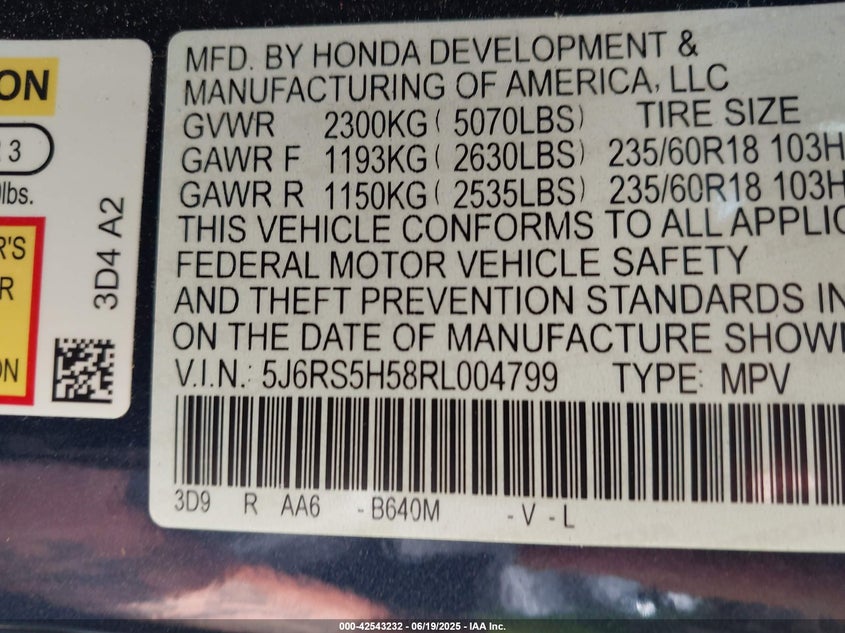 ON
R 3
lbs.
R'S
R
ON
3D4 A2
MFD. BY HONDA DEVELOPMENT &
MANUFACTURING OF AMERICA, LLC
GVWR 2300KG ( 5070LBS) TIRE SIZE
GAWR F 1193KG ( 2630LBS) 235/60R18 103H
GAWR R 1150KG ( 2535LBS) 235/60R18 103H
THIS VEHICLE CONFORMS TO ALL APPLIC
FEDERAL MOTOR VEHICLE SAFETY
AND THEFT PREVENTION STANDARDS IN
ON THE DATE OF MANUFACTURE SHOW
V.I.N.: 5J6RS5H58RL004799 TYPE: MPV
3D9 R AA6 - B640M - V - L
000-42543232 - 06/19/2025 - IAA Inc.